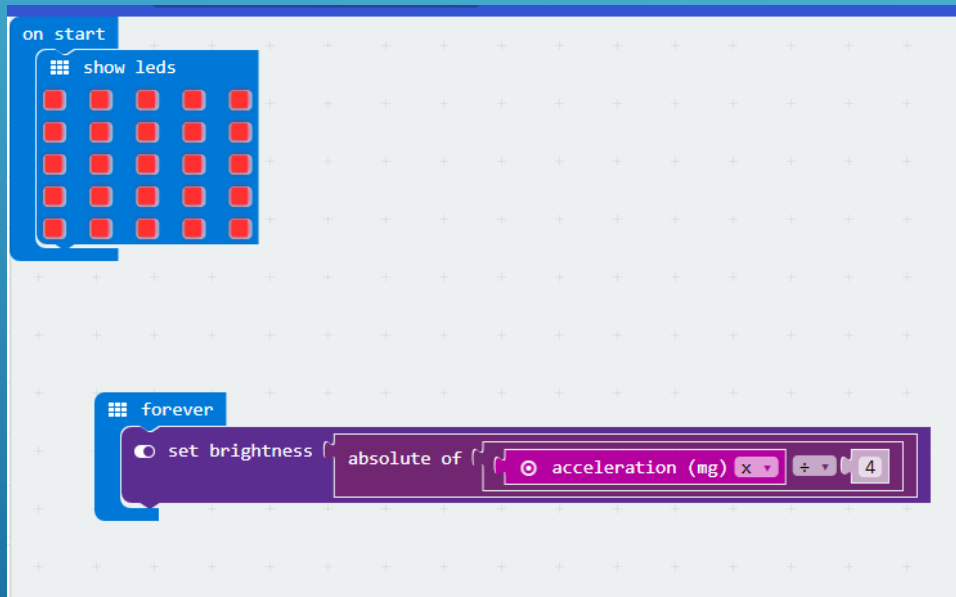 on start
show leds
forever
set brightness absolute of acceleration (mg) x ÷ 4